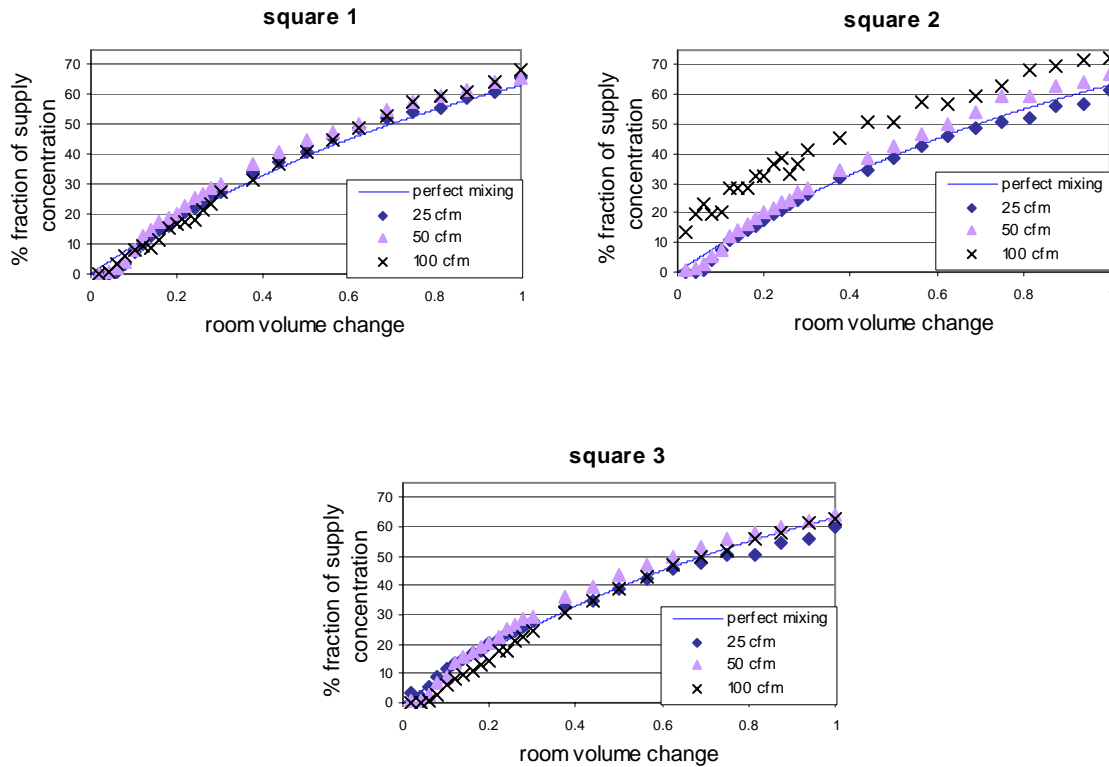 square 1
% fraction of supply
concentration
70
60
50
40
30
20
10
0
0
0.2
0.4
0.6
0.8
1
room volume change
perfect mixing
25 cfm
50 cfm
100 cfm
square 2
% fraction of supply
concentration
70
60
50
40
30
20
10
0
0
0.2
0.4
0.6
0.8
1
room volume change
perfect mixing
25 cfm
50 cfm
100 cfm
square 3
% fraction of supply
concentration
70
60
50
40
30
20
10
0
0
0.2
0.4
0.6
0.8
1
room volume change
perfect mixing
25 cfm
50 cfm
100 cfm